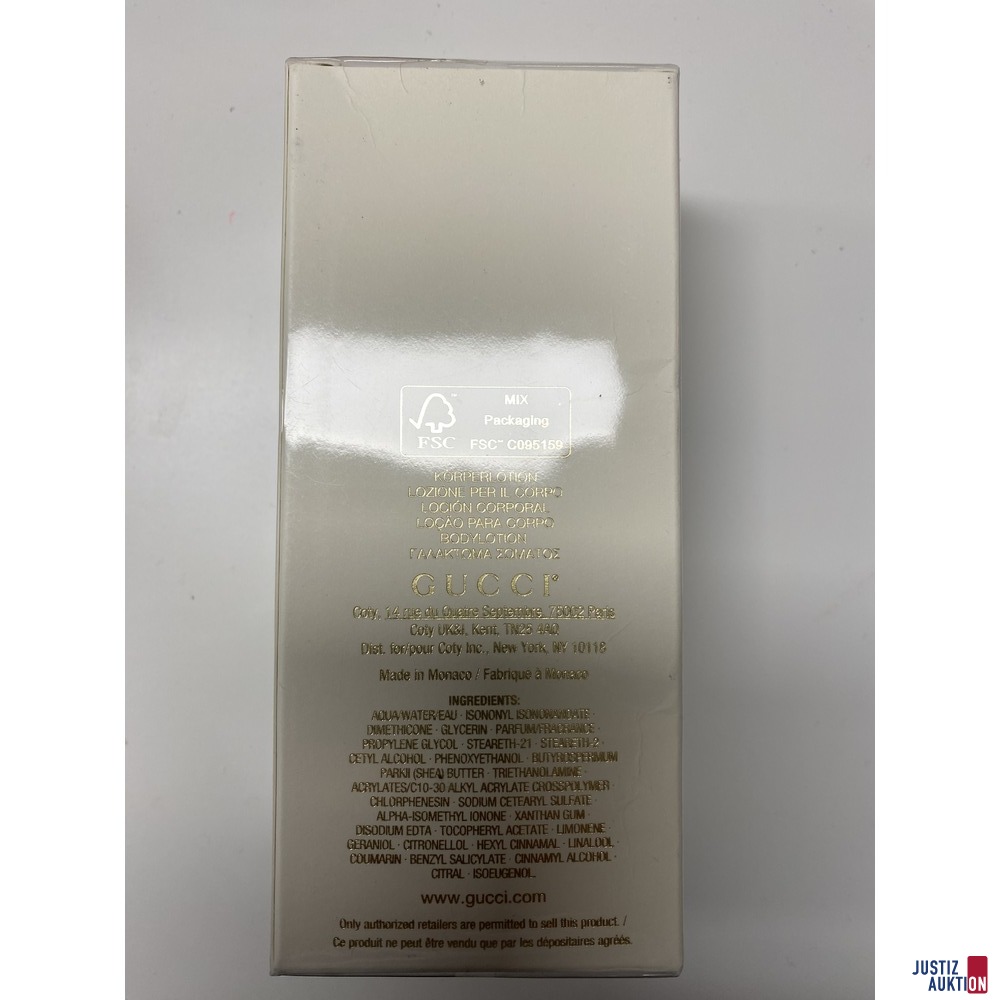 MIX
Packaging
FSC FSC™ C095159
KÖRPERLOTION
LOZIONE PER IL CORPO
LOCIÓN CORPORAL
LOÇÃO PARA CORPO
BODYLOTION
ΓΑΛΑΚΤΩΜΑ ΣΩΜΑΤΟΣ
GUCCI
Coty, 14 rue du Quatre Septembre, 75002 Paris
Coty UK&I, Kent, TN25 4AQ
Dist. for/pour Coty Inc., New York, NY 10118
Made in Monaco / Fabriqué à Monaco
INGREDIENTS:
AQUA/WATER/EAU · ISONONYL ISONONANOATE ·
DIMETHICONE · GLYCERIN · PARFUM/FRAGRANCE ·
PROPYLENE GLYCOL · STEARETH-21 · STEARETH-2 ·
CETYL ALCOHOL · PHENOXYETHANOL · BUTYROSPERMUM
PARKII (SHEA) BUTTER · TRIETHANOLAMINE ·
ACRYLATES/C10-30 ALKYL ACRYLATE CROSSPOLYMER ·
CHLORPHENESIN · SODIUM CETEARYL SULFATE ·
ALPHA-ISOMETHYL IONONE · XANTHAN GUM ·
DISODIUM EDTA · TOCOPHERYL ACETATE · LIMONENE ·
GERANIOL · CITRONELLOL · HEXYL CINNAMAL · LINALOOL ·
COUMARIN · BENZYL SALICYLATE · CINNAMYL ALCOHOL ·
CITRAL · ISOEUGENOL.
www.gucci.com
Only authorized retailers are permitted to sell this product. /
Ce produit ne peut être vendu que par les dépositaires agréés.
JUSTIZ
AUKTION